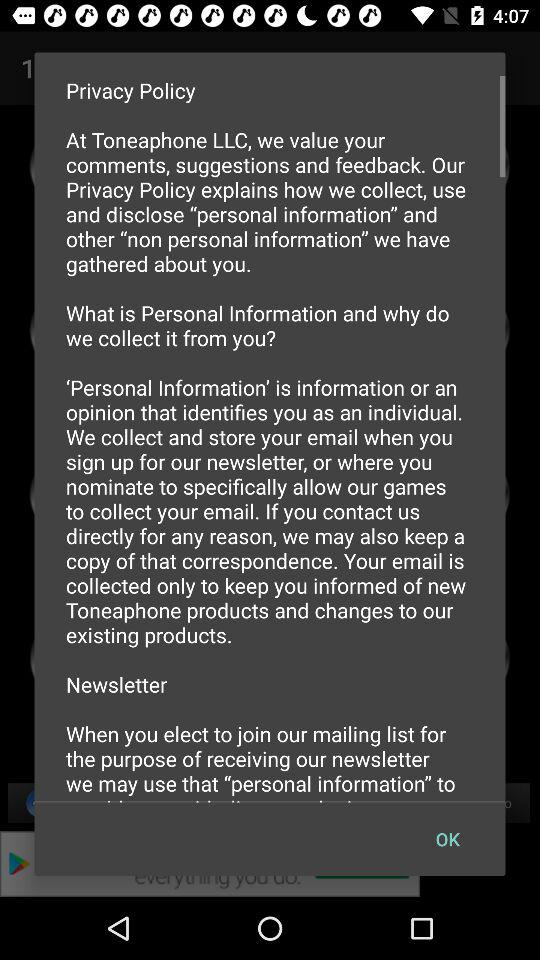 4:07
1
Privacy Policy
At Toneaphone LLC, we value your
comments, suggestions and feedback. Our
Privacy Policy explains how we collect, use
and disclose “personal information” and
other “non personal information” we have
gathered about you.
What is Personal Information and why do
we collect it from you?
‘Personal Information’ is information or an
opinion that identifies you as an individual.
We collect and store your email when you
sign up for our newsletter, or where you
nominate to specifically allow our games
to collect your email. If you contact us
directly for any reason, we may also keep a
copy of that correspondence. Your email is
collected only to keep you informed of new
Toneaphone products and changes to our
existing products.
Newsletter
When you elect to join our mailing list for
the purpose of receiving our newsletter
we may use that “personal information” to
OK
everything you do.